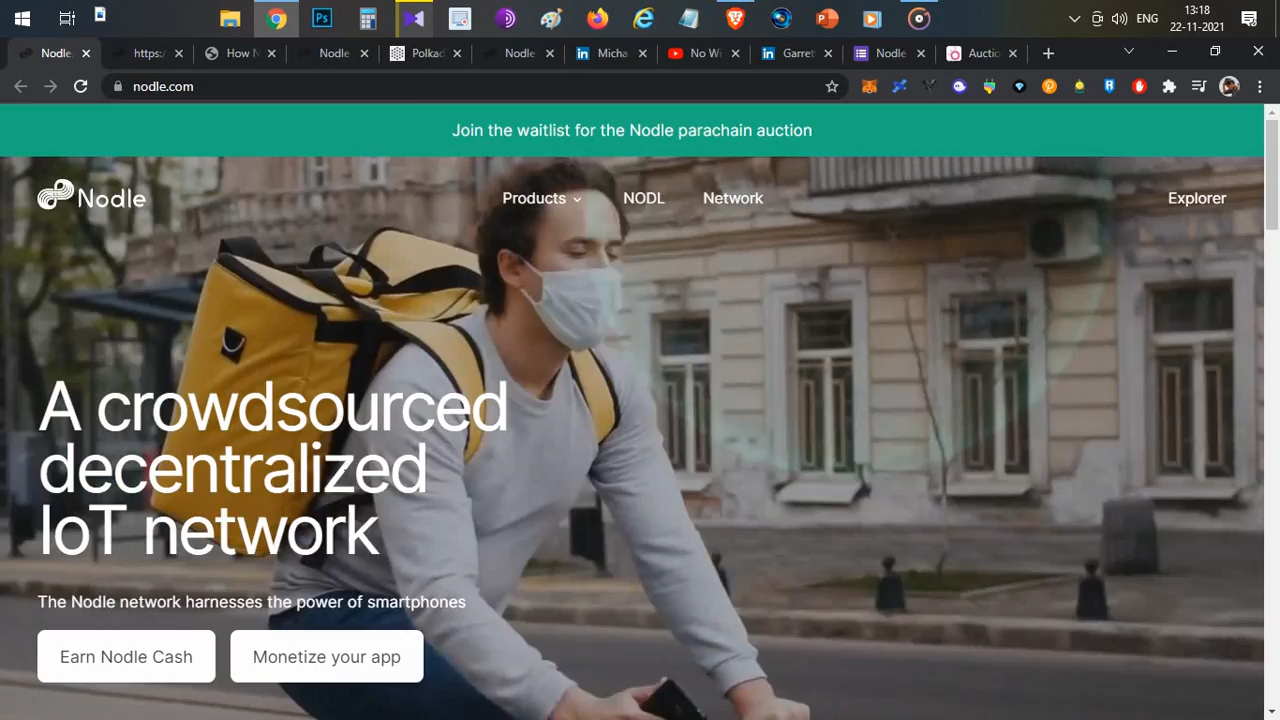 13:18
ENG
22-11-2021
Nodle
https:/
How N
Nodle
Polkad
Nodle
Micha
No Wi
Garret
Nodle
Auctio
nodle.com
Join the waitlist for the Nodle parachain auction
Nodle
Products
NODL
Network
Explorer
A crowdsourced
decentralized
IoT network
The Nodle network harnesses the power of smartphones
Earn Nodle Cash
Monetize your app